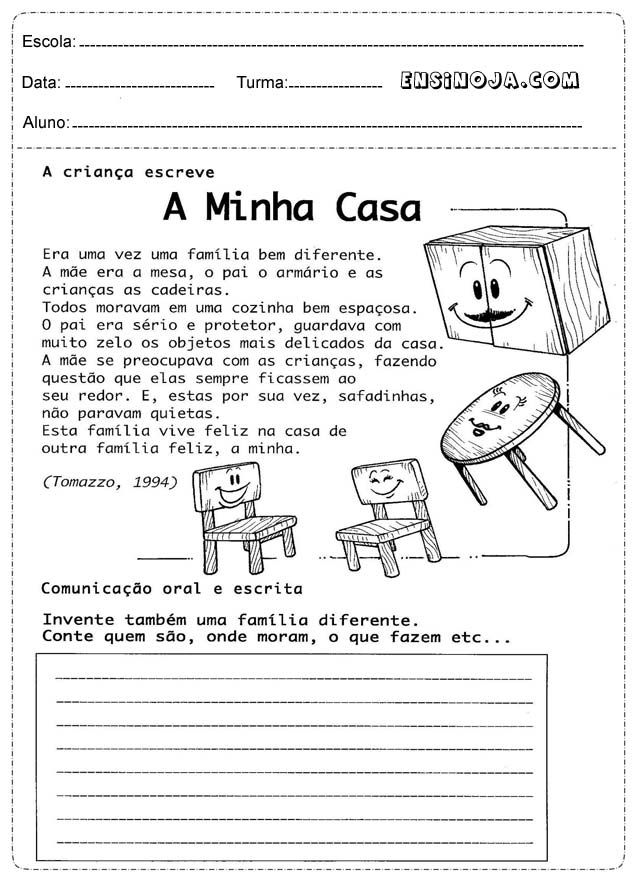 Escola:
Data: Turma: ENSINOJA.COM
Aluno:
A criança escreve
A Minha Casa
Era uma vez uma família bem diferente.
A mãe era a mesa, o pai o armário e as
crianças as cadeiras.
Todos moravam em uma cozinha bem espaçosa.
O pai era sério e protetor, guardava com
muito zelo os objetos mais delicados da casa.
A mãe se preocupava com as crianças, fazendo
questão que elas sempre ficassem ao
seu redor. E, estas por sua vez, safadinhas,
não paravam quietas.
Esta família vive feliz na casa de
outra família feliz, a minha.
(Tomazzo, 1994)
Comunicação oral e escrita
Invente também uma família diferente.
Conte quem são, onde moram, o que fazem etc...